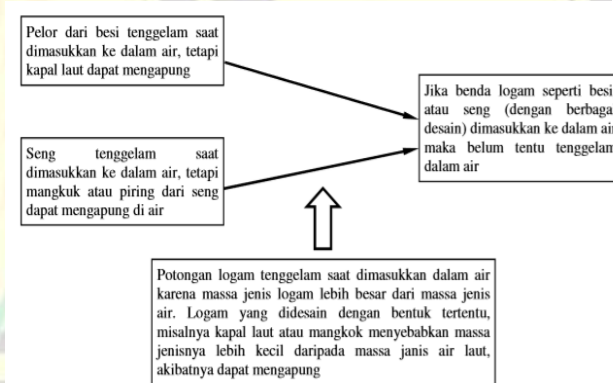 Pelor dari besi tenggelam saat
dimasukkan ke dalam air, tetapi
kapal laut dapat mengapung
Seng tenggelam saat
dimasukkan ke dalam air, tetapi
mangkuk atau piring dari seng
dapat mengapung di air
Jika benda logam seperti besi
atau seng (dengan berbaga
desain) dimasukkan ke dalam air
maka belum tentu tenggelam
dalam air
Potongan logam tenggelam saat dimasukkan dalam air
karena massa jenis logam lebih besar dari massa jenis
air. Logam yang didesain dengan bentuk tertentu,
misalnya kapal laut atau mangkok menyebabkan massa
jenisnya lebih kecil daripada massa janis air laut,
akibatnya dapat mengapung